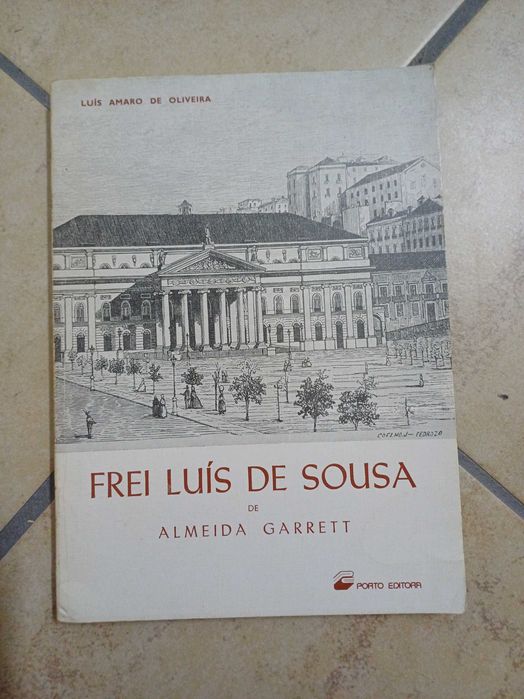 LUÍS AMARO DE OLIVEIRA
FREI LUÍS DE SOUSA
DE
ALMEIDA GARRETT
PORTO EDITORA